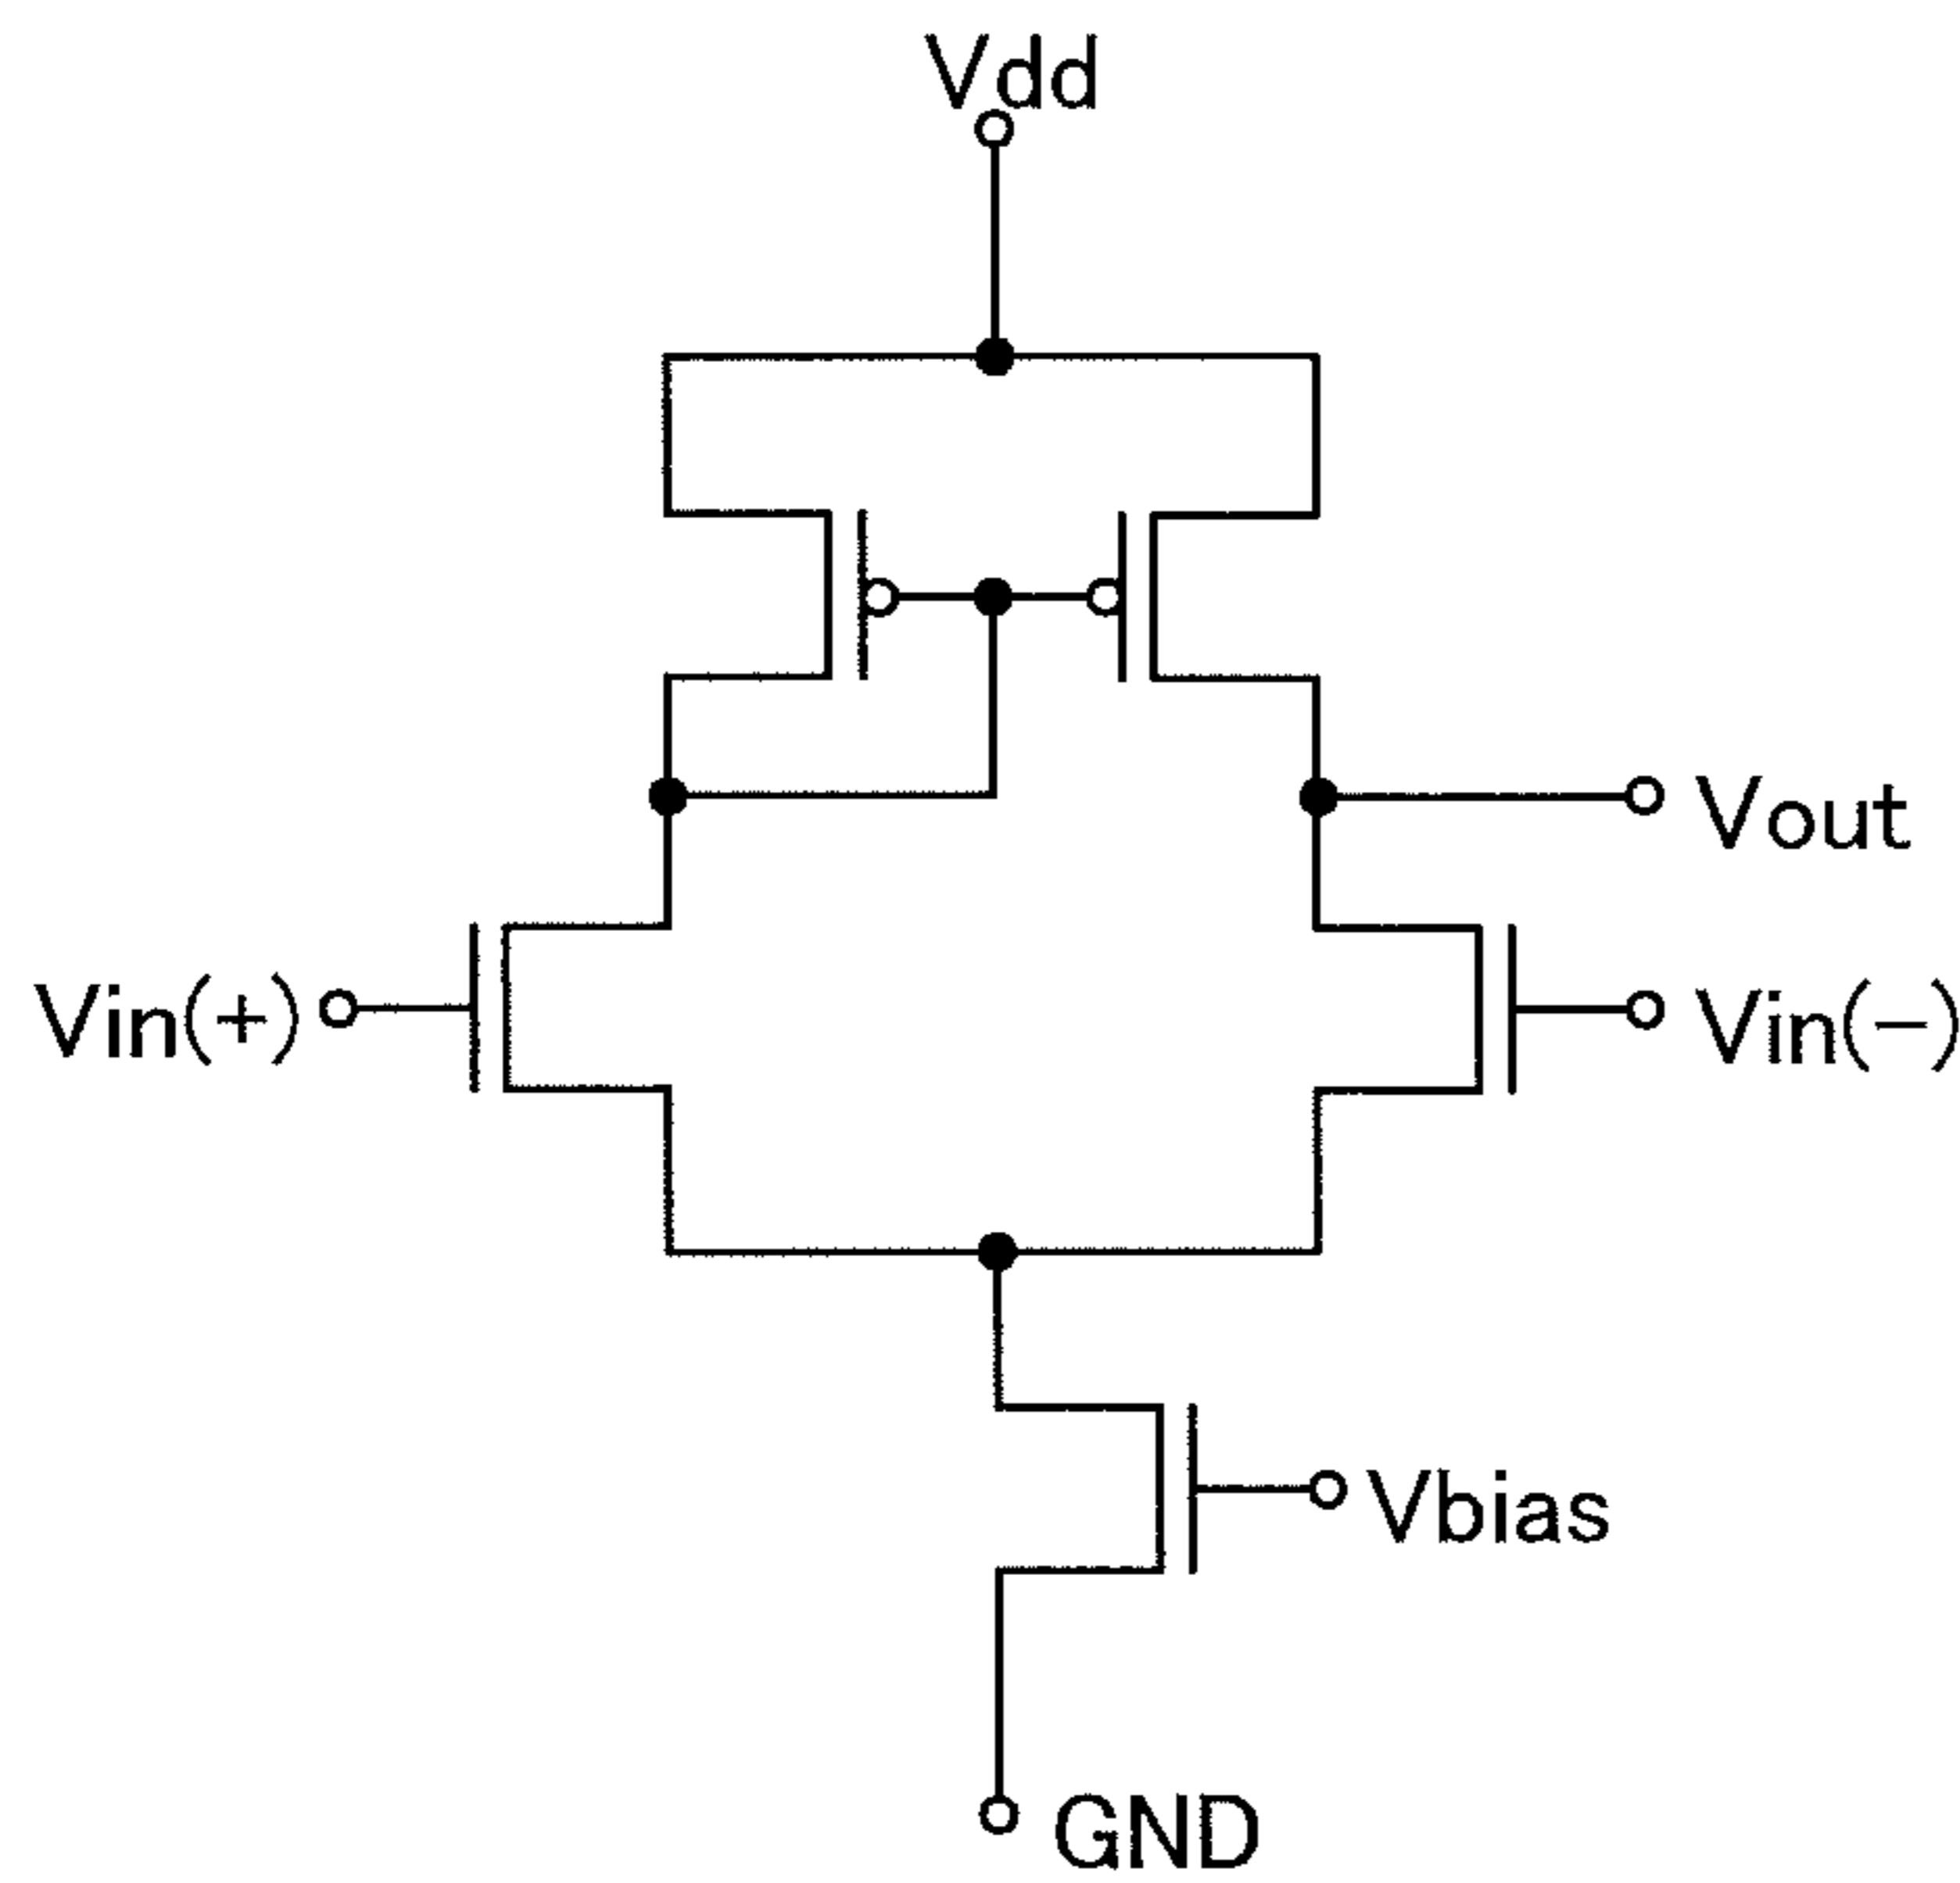 Vdd
Vout
Vin(+)
Vin(−)
Vbias
GND